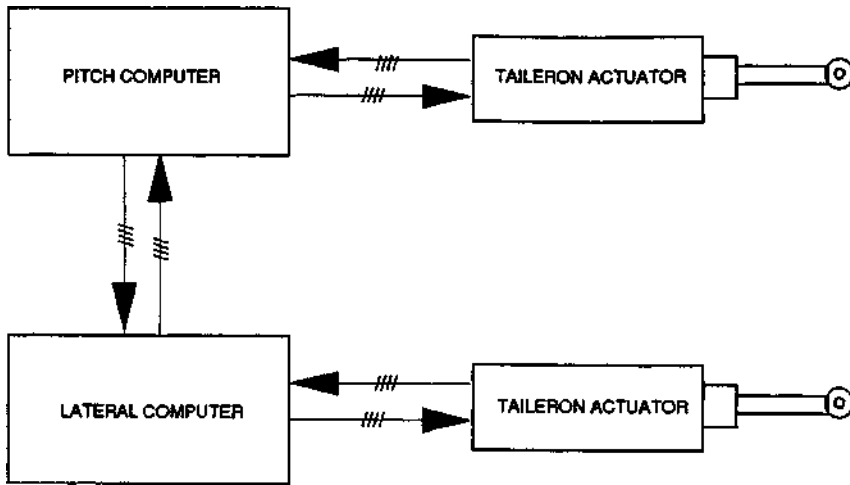 PITCH COMPUTER
TAILERON ACTUATOR
LATERAL COMPUTER
TAILERON ACTUATOR